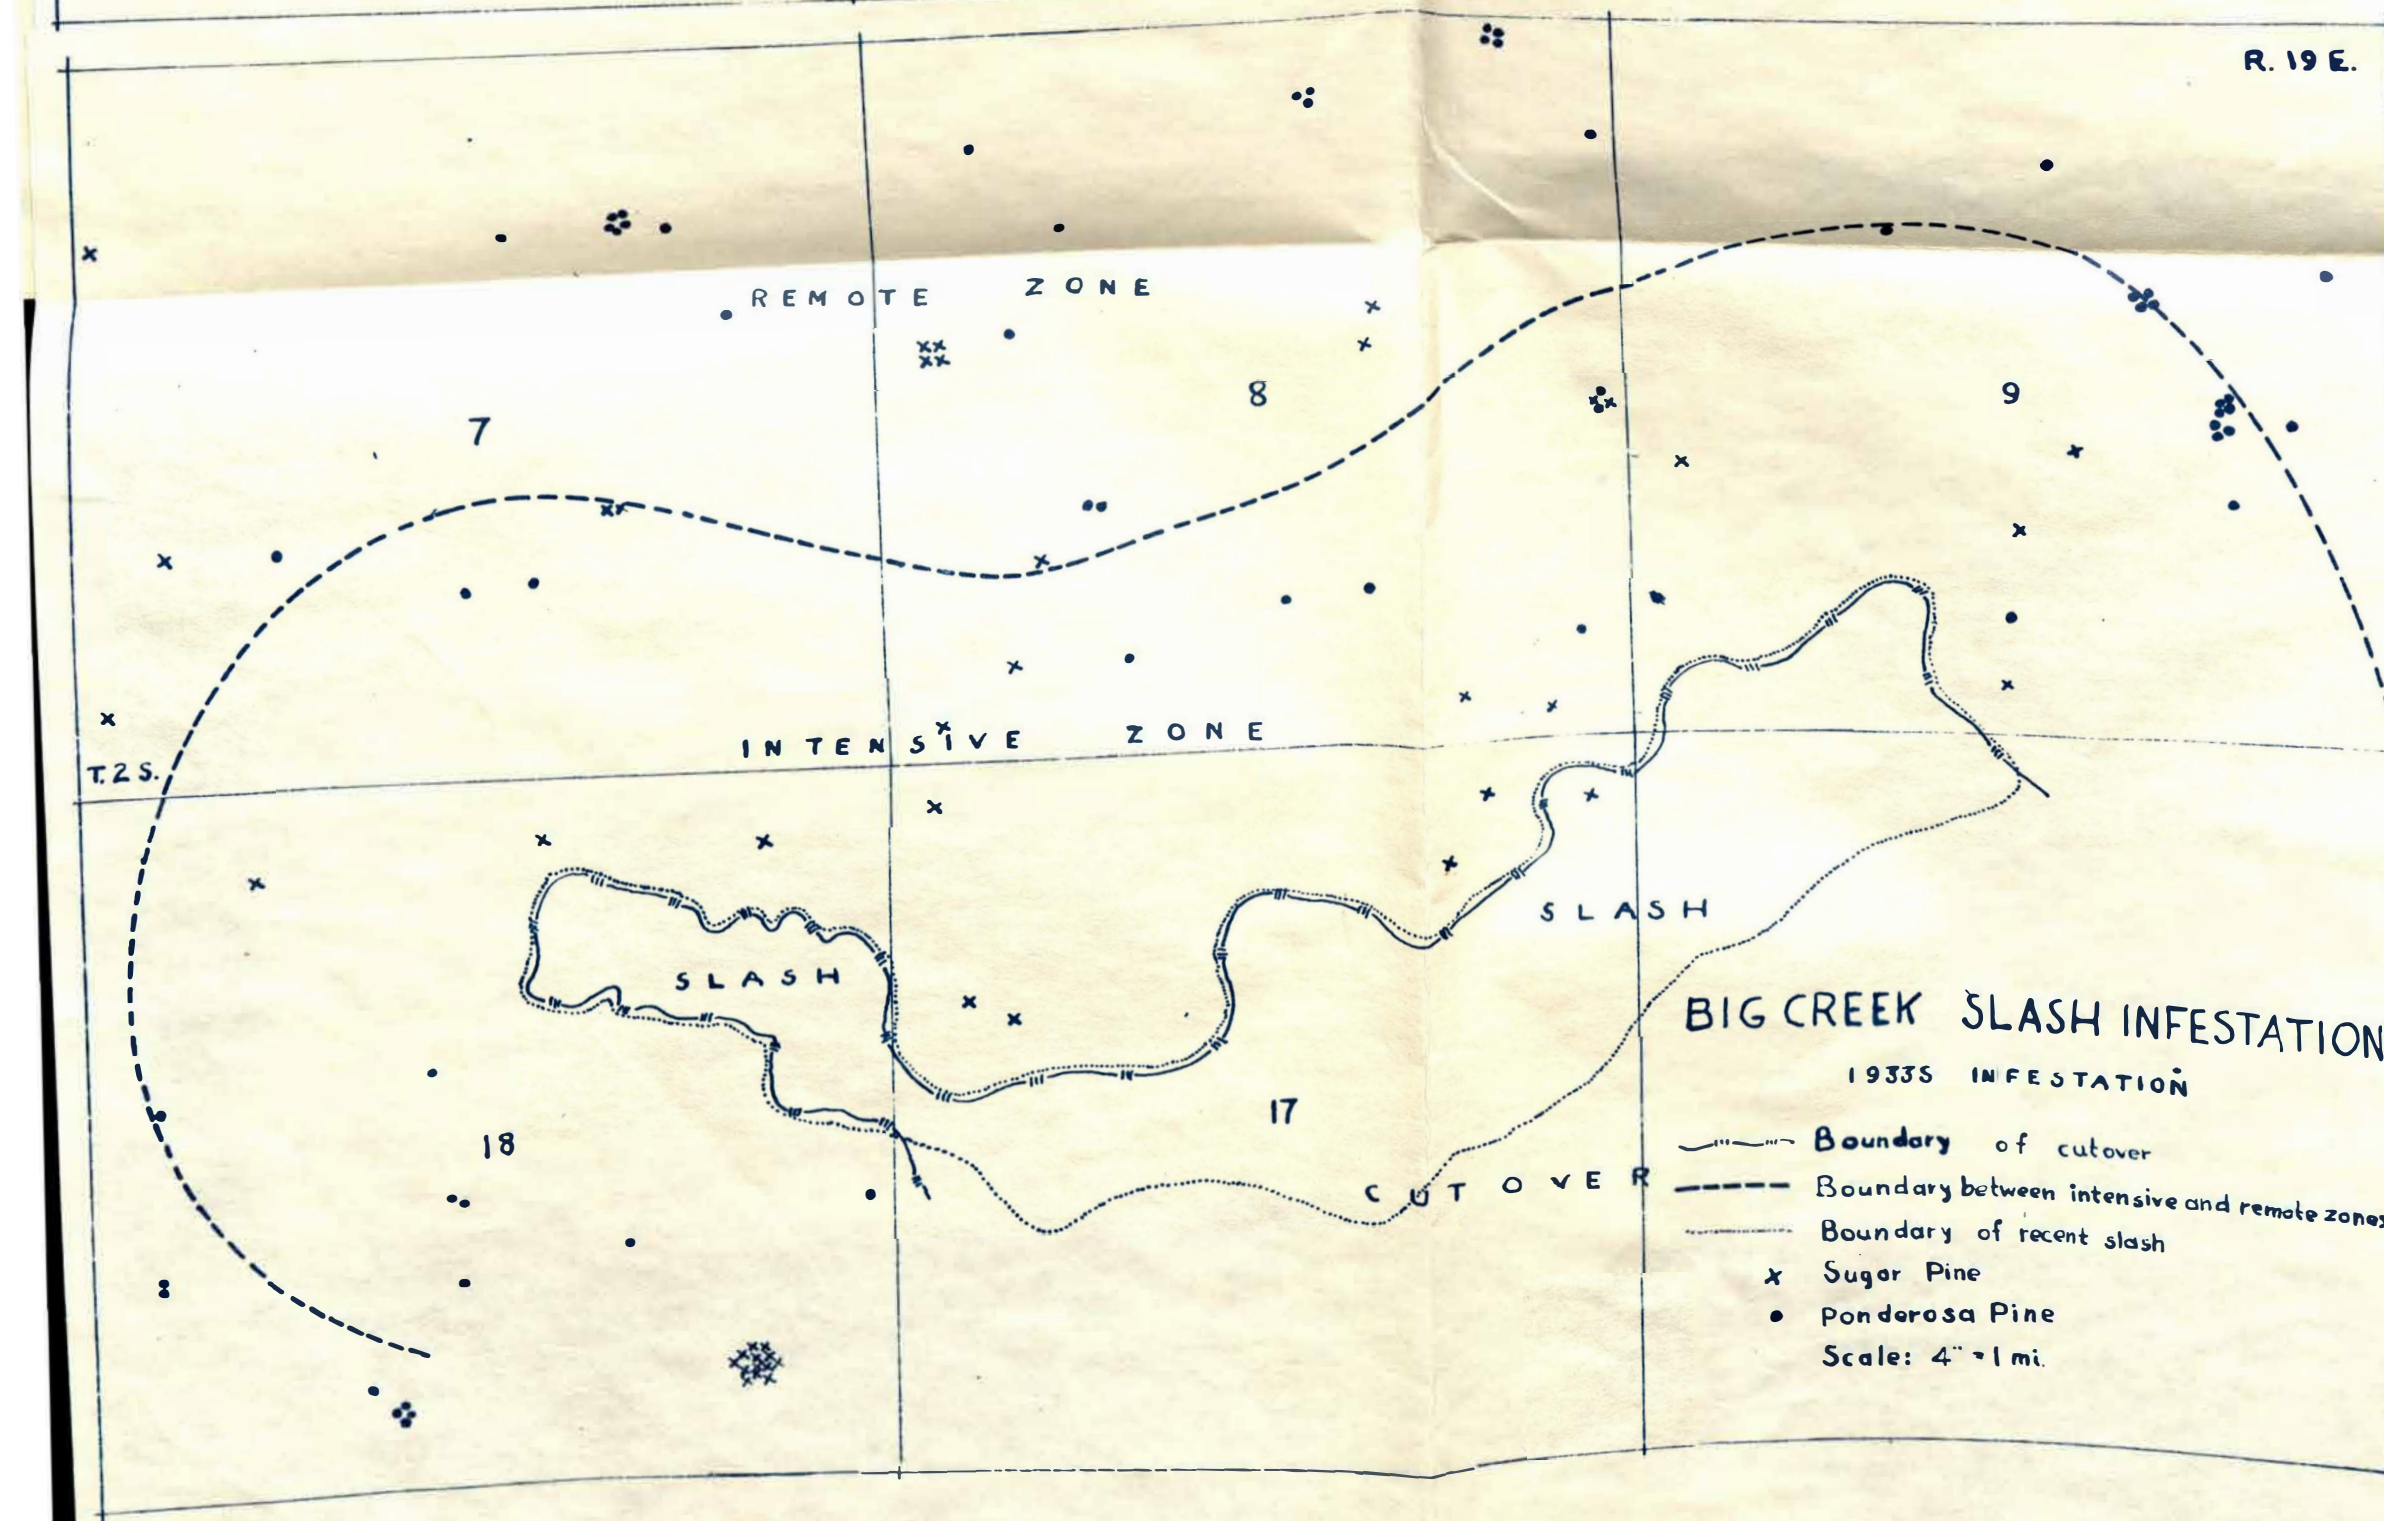 R. 19 E.
REMOTE ZONE
7
8
9
INTENSIVE ZONE
T. 2 S.
SLASH
SLASH
BIG CREEK SLASH INFESTATION
1933S INFESTATION
18
17
CUTOVER
Boundary of cutover
Boundary between intensive and remote zones
Boundary of recent slash
x Sugar Pine
• Ponderosa Pine
Scale: 4" = 1 mi.